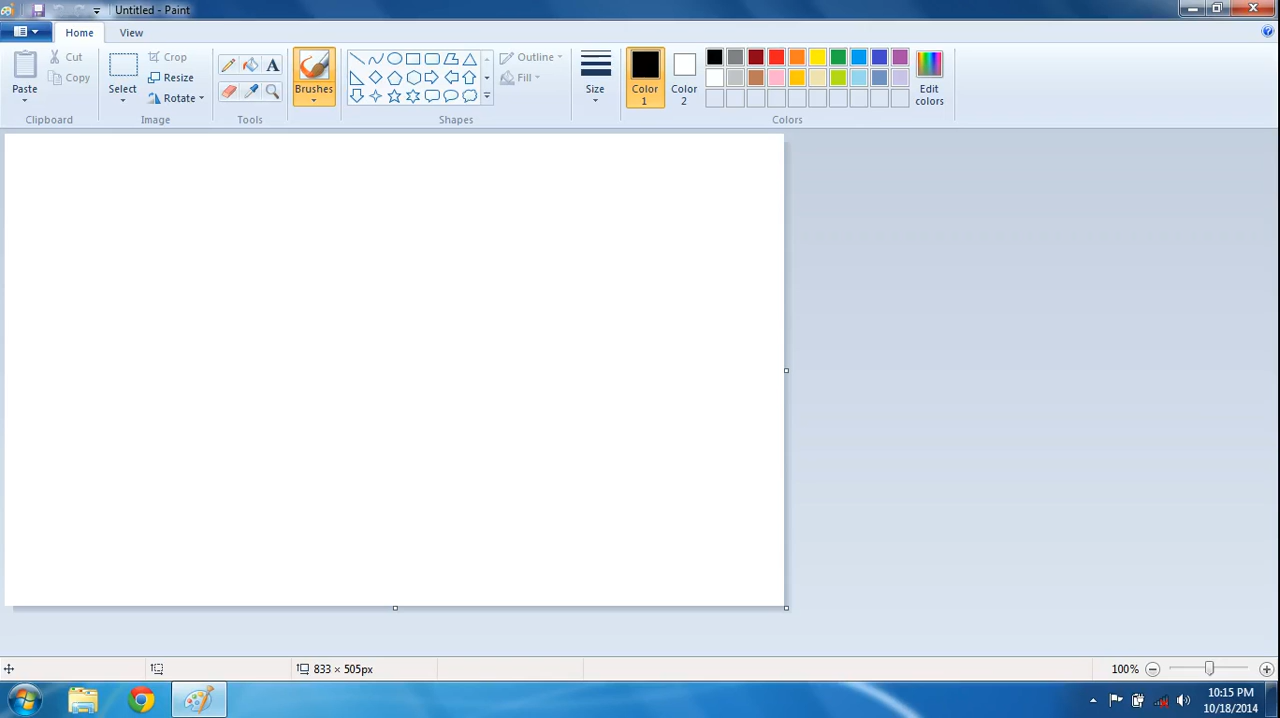 Untitled - Paint
Home View
Paste
Cut
Copy
Clipboard
Select
Crop
Resize
Rotate
Image
A
Tools
Brushes
Shapes
Outline
Fill
Size
Color
1
Color
2
Colors
Edit
colors
833 × 505px
100%
10:15 PM
10/18/2014